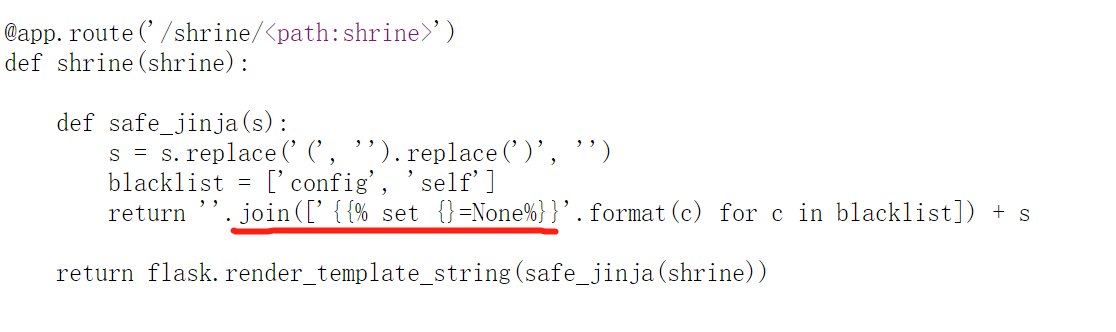 @app.route('/shrine/<path:shrine>')
def shrine(shrine):
    def safe_jinja(s):
        s = s.replace('(', '').replace(')', '')
        blacklist = ['config', 'self']
        return ''.join(['{{% set {}=None%}}'.format(c) for c in blacklist]) + s
    return flask.render_template_string(safe_jinja(shrine))